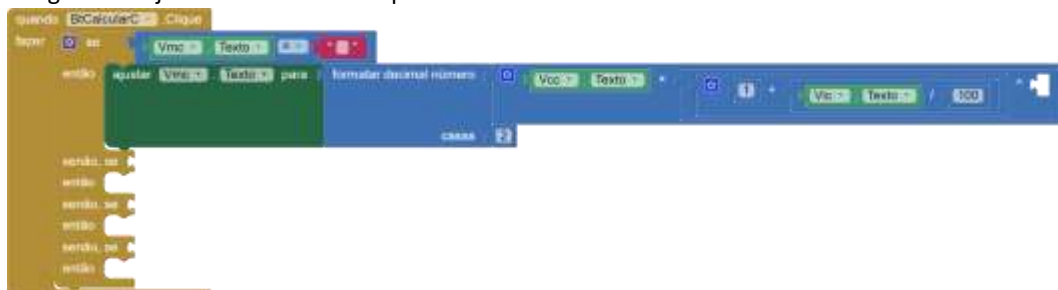 quando BtCalcularC .Clique
fazer se Vmc . Texto = " "
então ajustar Vmc . Texto para formatar decimal número Vcc . Texto * 1 + Vic . Texto / 100 ^
casas 2
senão, se
então
senão, se
então
senão, se
então